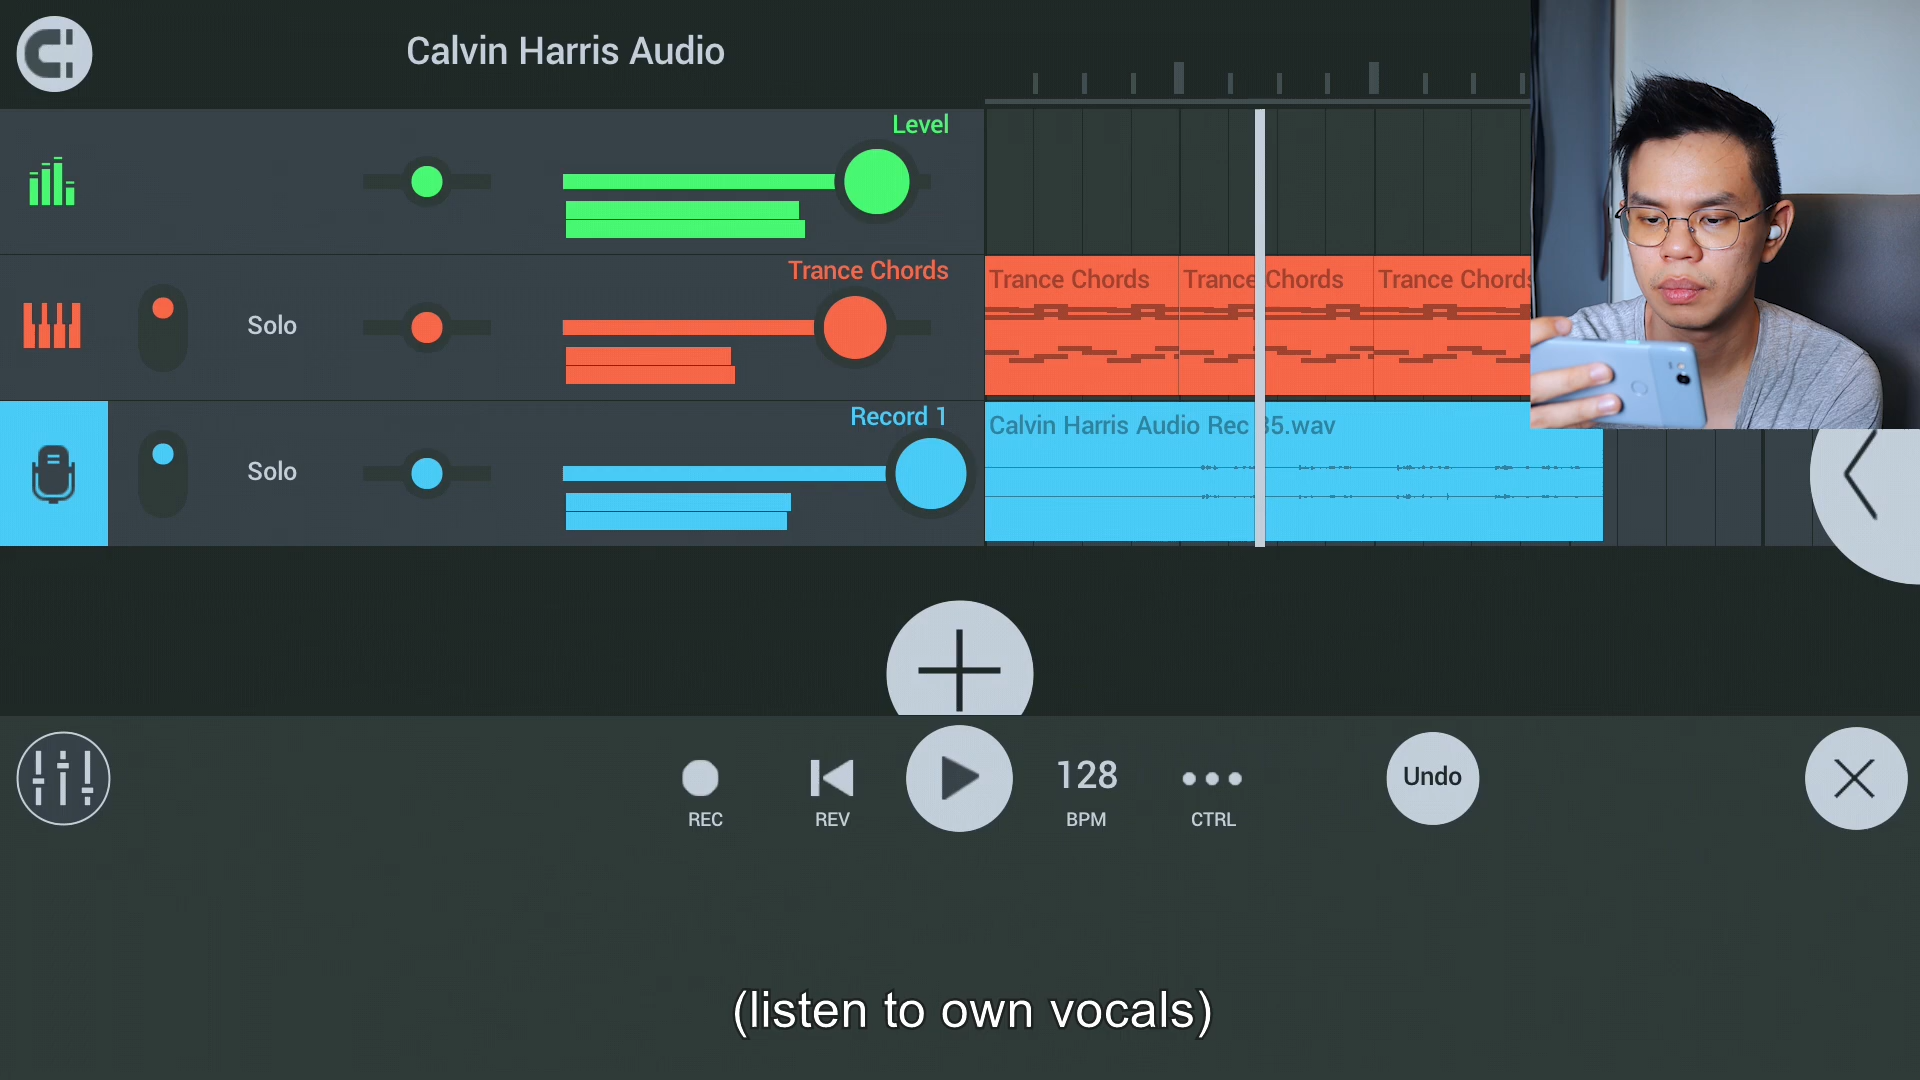 Calvin Harris Audio
Level
Trance Chords
Solo
Trance Chords Trance Chords Trance Chords
Record 1
Solo
Calvin Harris Audio Rec 35.wav
REC
REV
128
BPM
CTRL
Undo
(listen to own vocals)